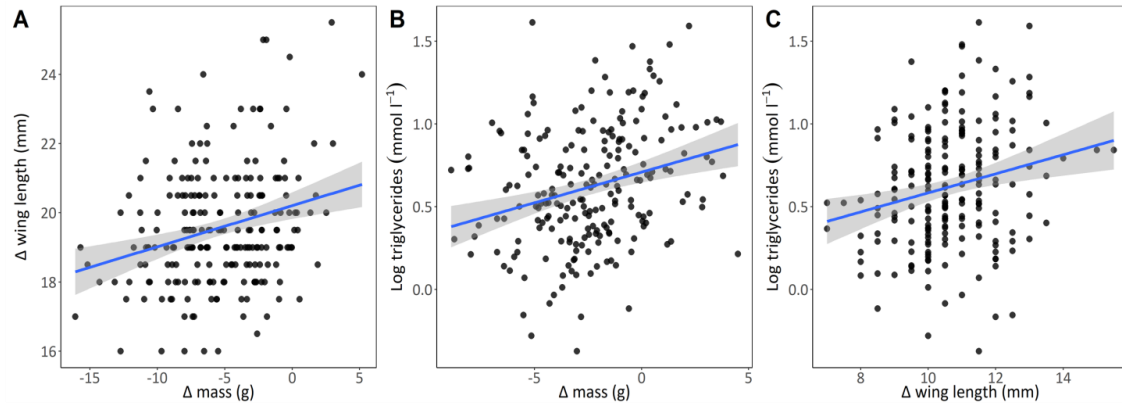 A
Δ wing length (mm)
24
22
20
18
16
-15
-10
-5
0
5
Δ mass (g)
B
Log triglycerides (mmol l⁻¹)
1.5
1.0
0.5
0.0
-5
0
Δ mass (g)
C
Log triglycerides (mmol l⁻¹)
1.5
1.0
0.5
0.0
8
10
12
14
Δ wing length (mm)